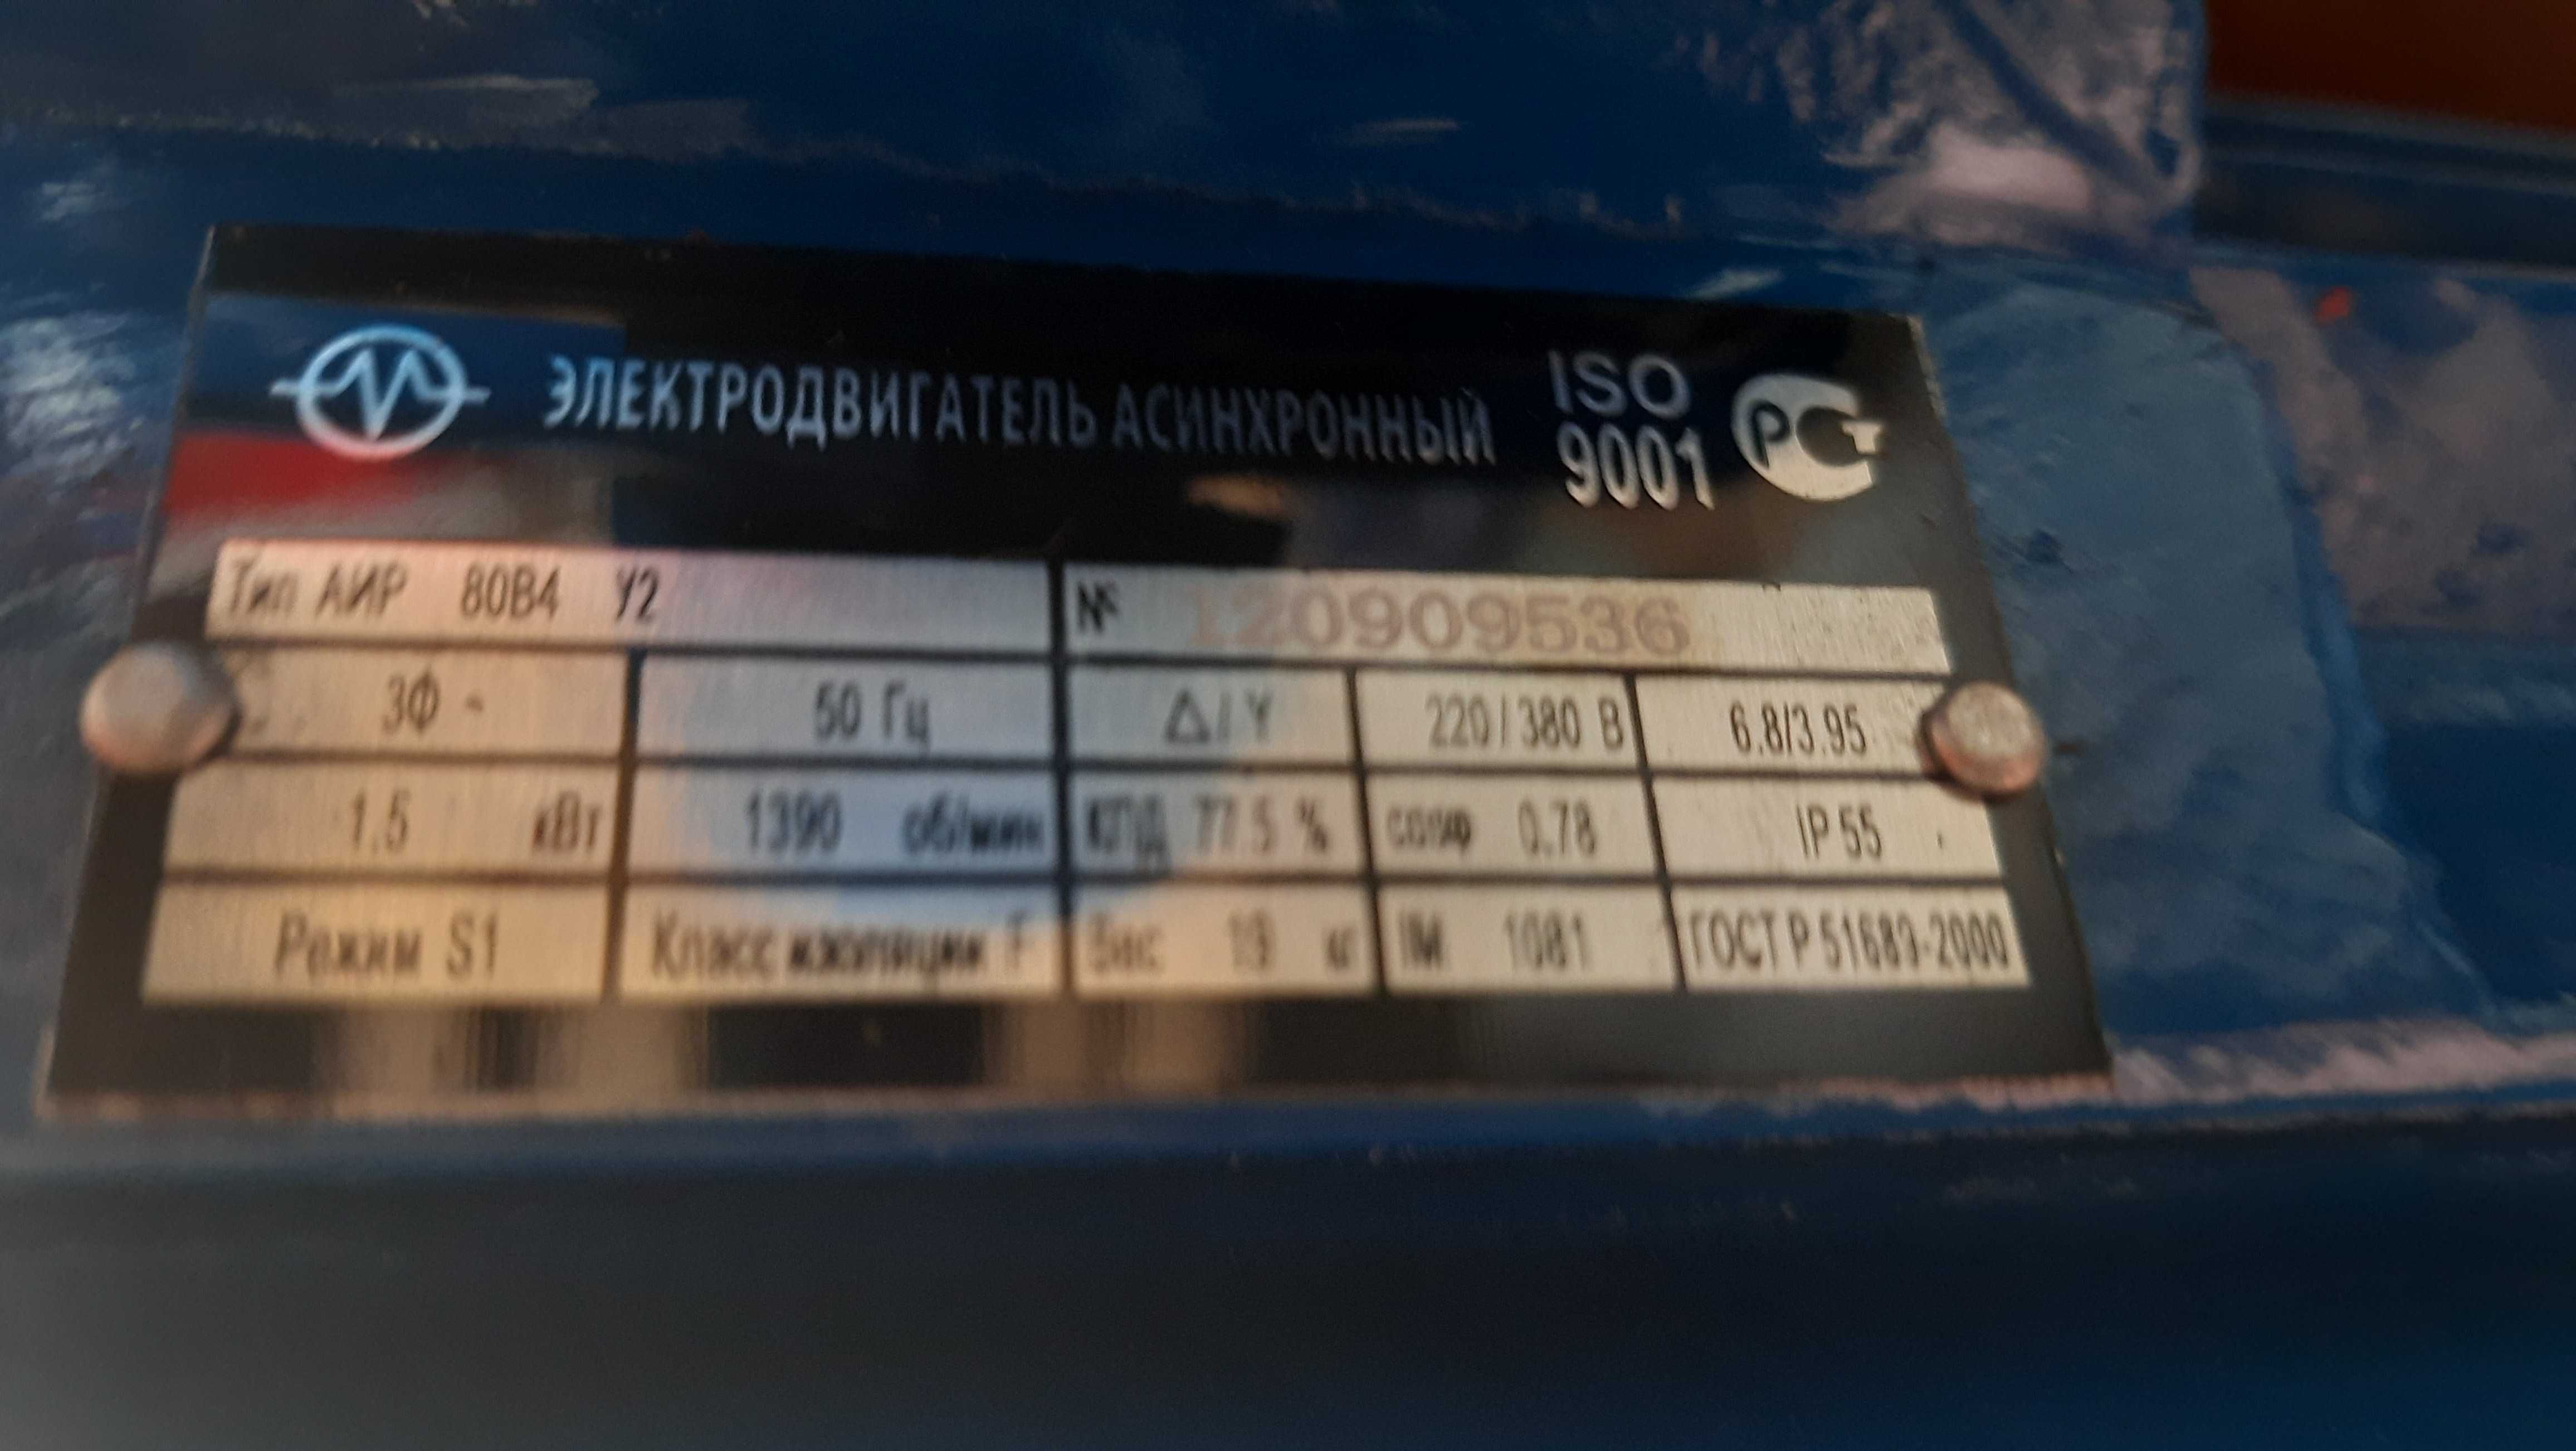 ЭЛЕКТРОДВИГАТЕЛЬ АСИНХРОННЫЙ ISO 9001 РСТ
Тип АИР 80В4 У2 № 120909536
3Ф ~ 50 Гц Δ/Y 220/380 В 6.8/3.95
1.5 кВт 1390 об/мин КПД 77.5 % cosφ 0.78 IP 55
Режим S1 Класс изоляции F Вес 19 кг IM 1081 ГОСТ Р 51689-2000